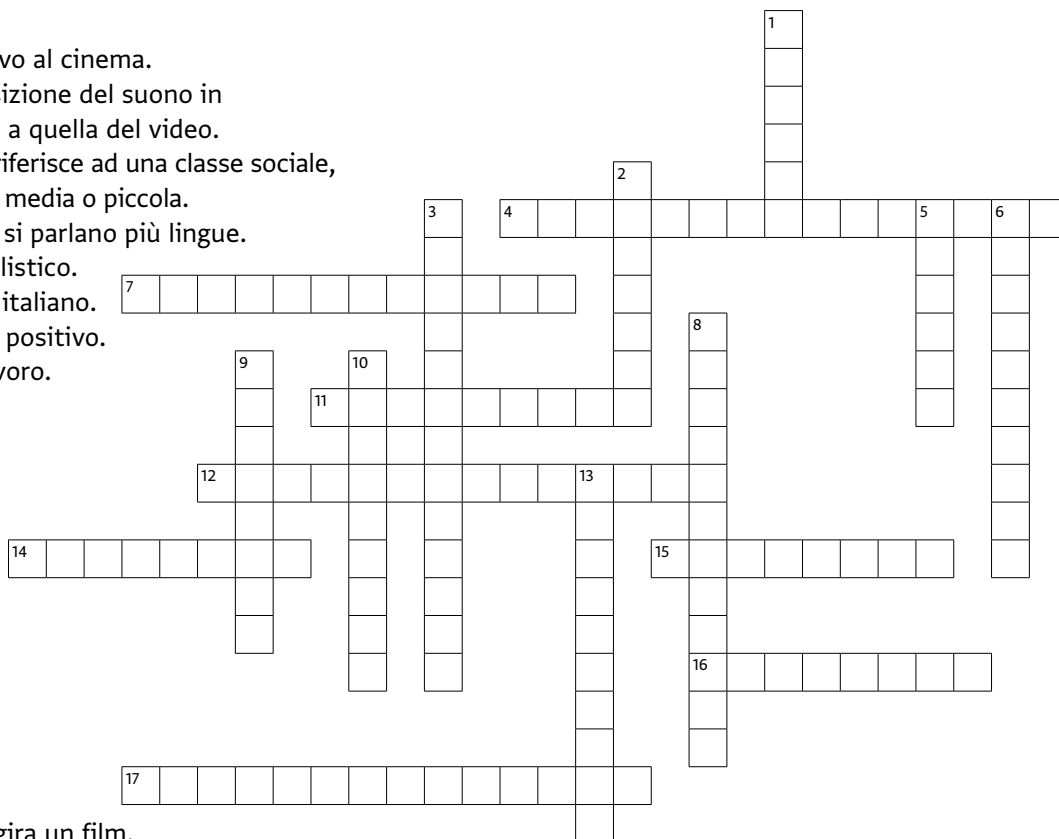 vo al cinema.
sizione del suono in
a quella del video.
riferisce ad una classe sociale,
media o piccola.
si parlano più lingue.
listico.
italiano.
positivo.
voro.
1
2
3 4 5 6
7
8
9 10
11
12 13
14 15
16
17
gira un film.